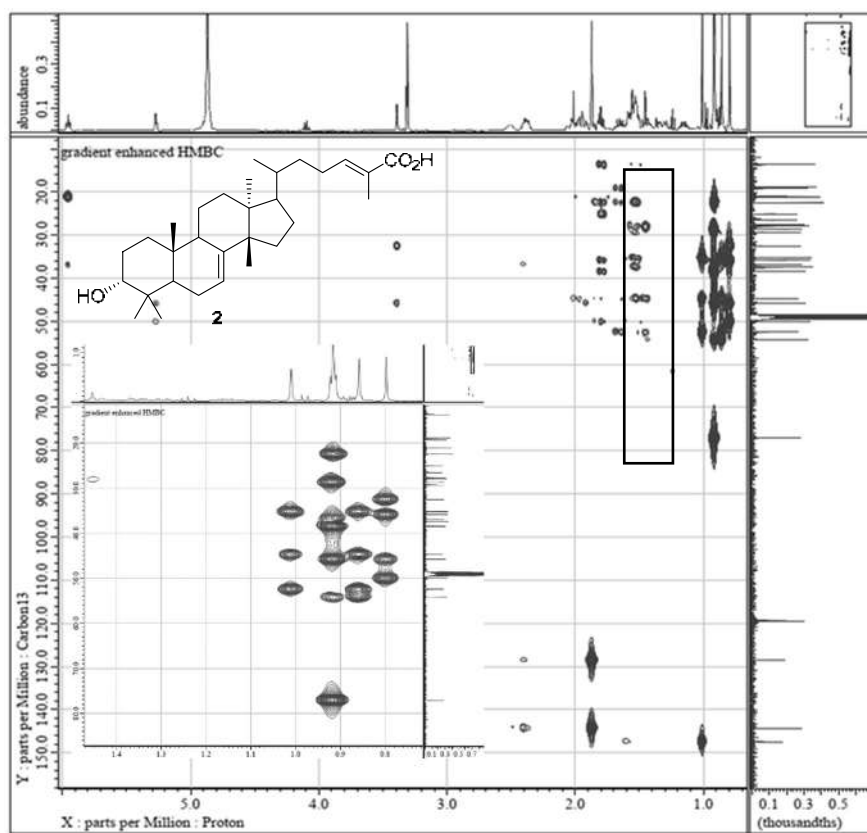 abundance
0.3
0.1
gradient enhanced HMBC
CO₂H
HO
2
gradient enhanced HMBC
1.4 1.3 1.2 1.1 1.0 0.9 0.8
20.0
30.0
40.0
50.0
60.0
70.0
80.0
90.0
100.0
110.0
120.0
130.0
140.0
150.0
Y : parts per Million : Carbon13
5.0 4.0 3.0 2.0 1.0
X : parts per Million : Proton
0.1 0.3 0.5
(thousandths)